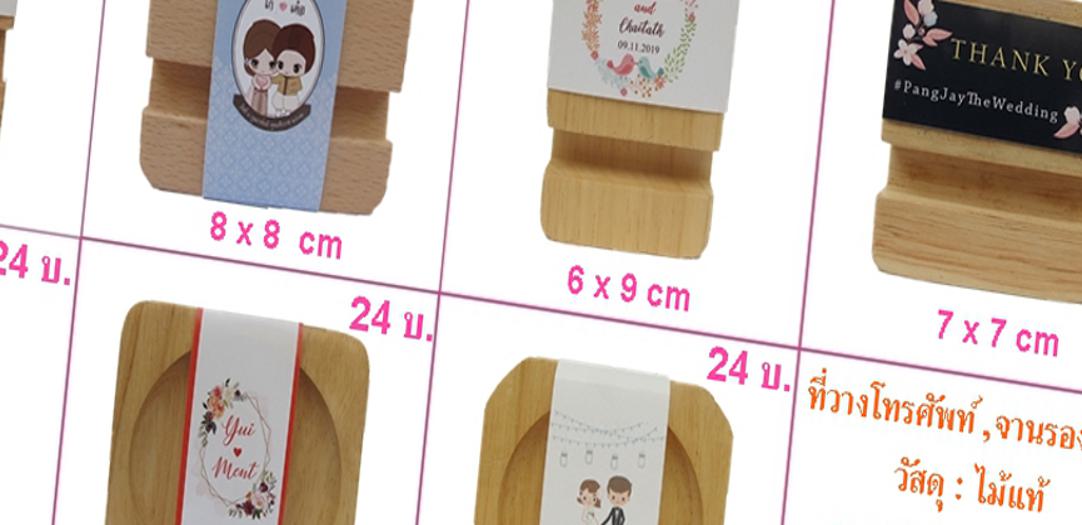 and
Chaitath
09.11.2019
THANK YO
#PangJayTheWedding
8 x 8 cm
6 x 9 cm
7 x 7 cm
24 บ.
24 บ.
24 บ.
Yui
Ment
ที่วางโทรศัพท์ ,จานรอง
วัสดุ : ไม้แท้